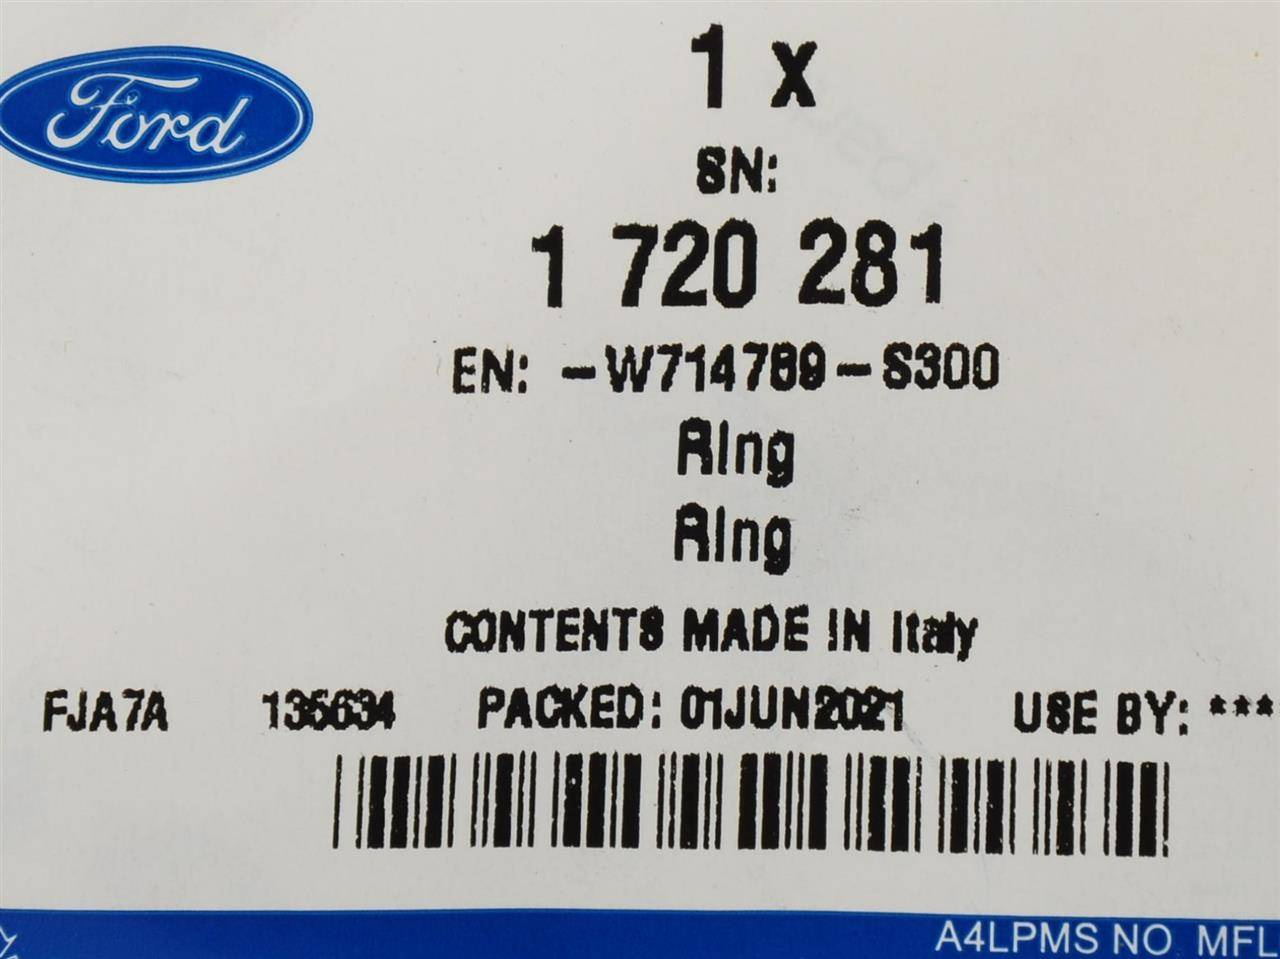 Ford
1 x
SN:
1 720 281
EN: -W714789-S300
Ring
Ring
CONTENTS MADE IN Italy
FJA7A 135634 PACKED: 01JUN2021 USE BY: ***
A4LPMS NO MFL